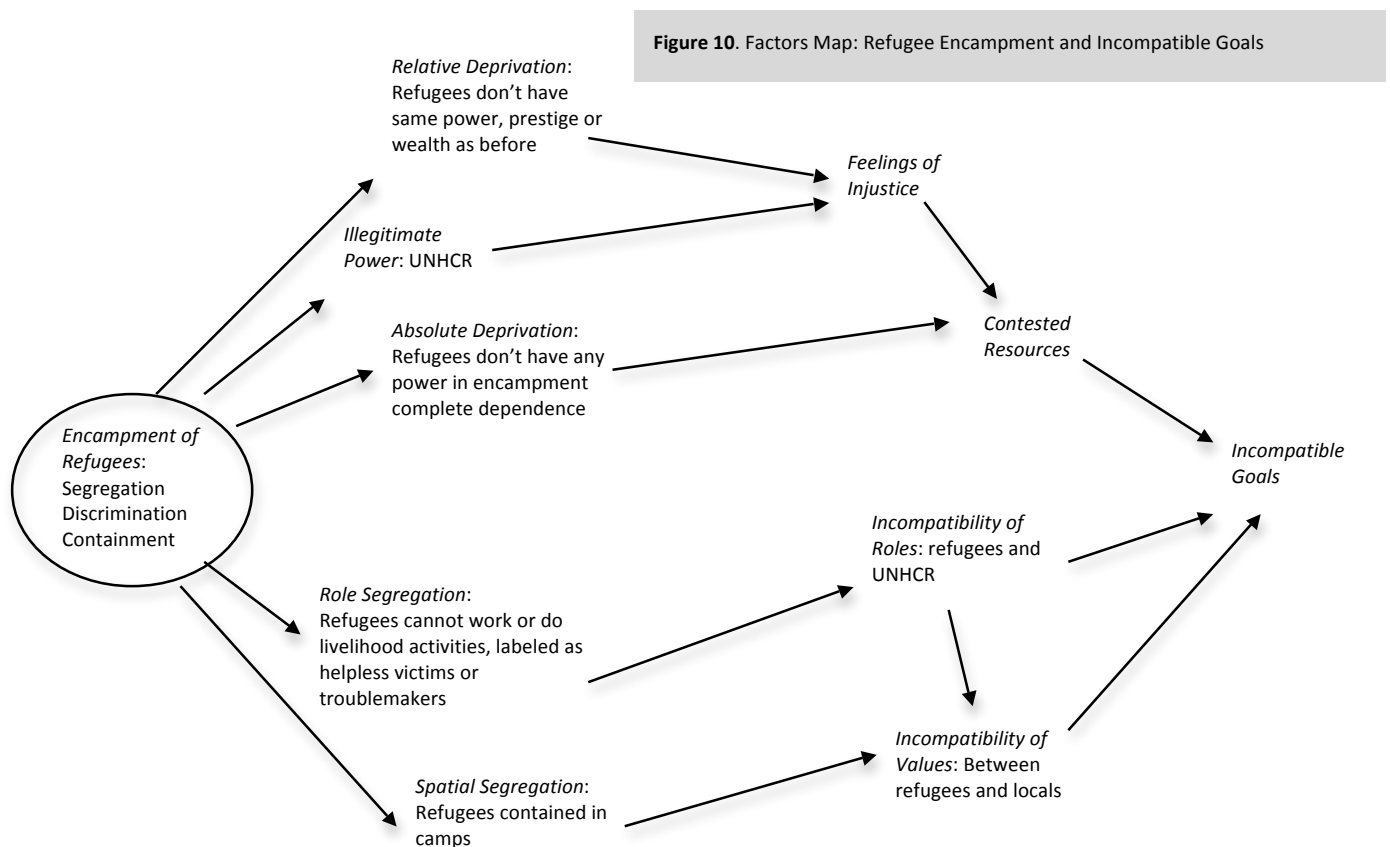 Figure 10. Factors Map: Refugee Encampment and Incompatible Goals
Relative Deprivation:
Refugees don’t have
same power, prestige or
wealth as before
Feelings of
Injustice
Illegitimate
Power: UNHCR
Absolute Deprivation:
Refugees don’t have any
power in encampment
complete dependence
Contested
Resources
Encampment of
Refugees:
Segregation
Discrimination
Containment
Incompatible
Goals
Incompatibility of
Roles: refugees and
UNHCR
Role Segregation:
Refugees cannot work or do
livelihood activities, labeled as
helpless victims or
troublemakers
Incompatibility of
Values: Between
refugees and locals
Spatial Segregation:
Refugees contained in
camps